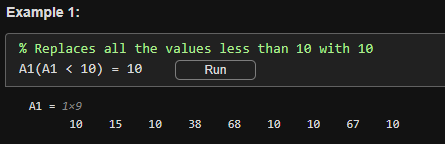 Example 1:
% Replaces all the values less than 10 with 10
A1(A1 < 10) = 10 Run
A1 = 1×9
10 15 10 38 68 10 10 67 10